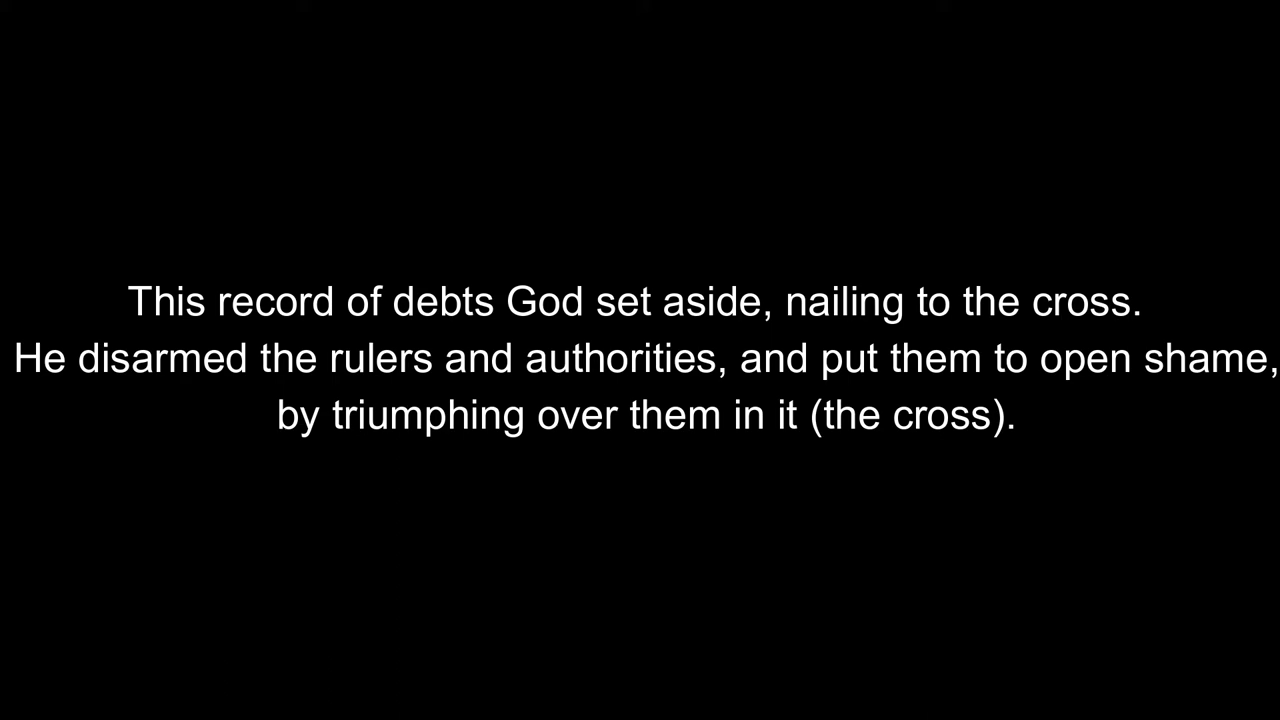 This record of debts God set aside, nailing to the cross.
He disarmed the rulers and authorities, and put them to open shame,
by triumphing over them in it (the cross).